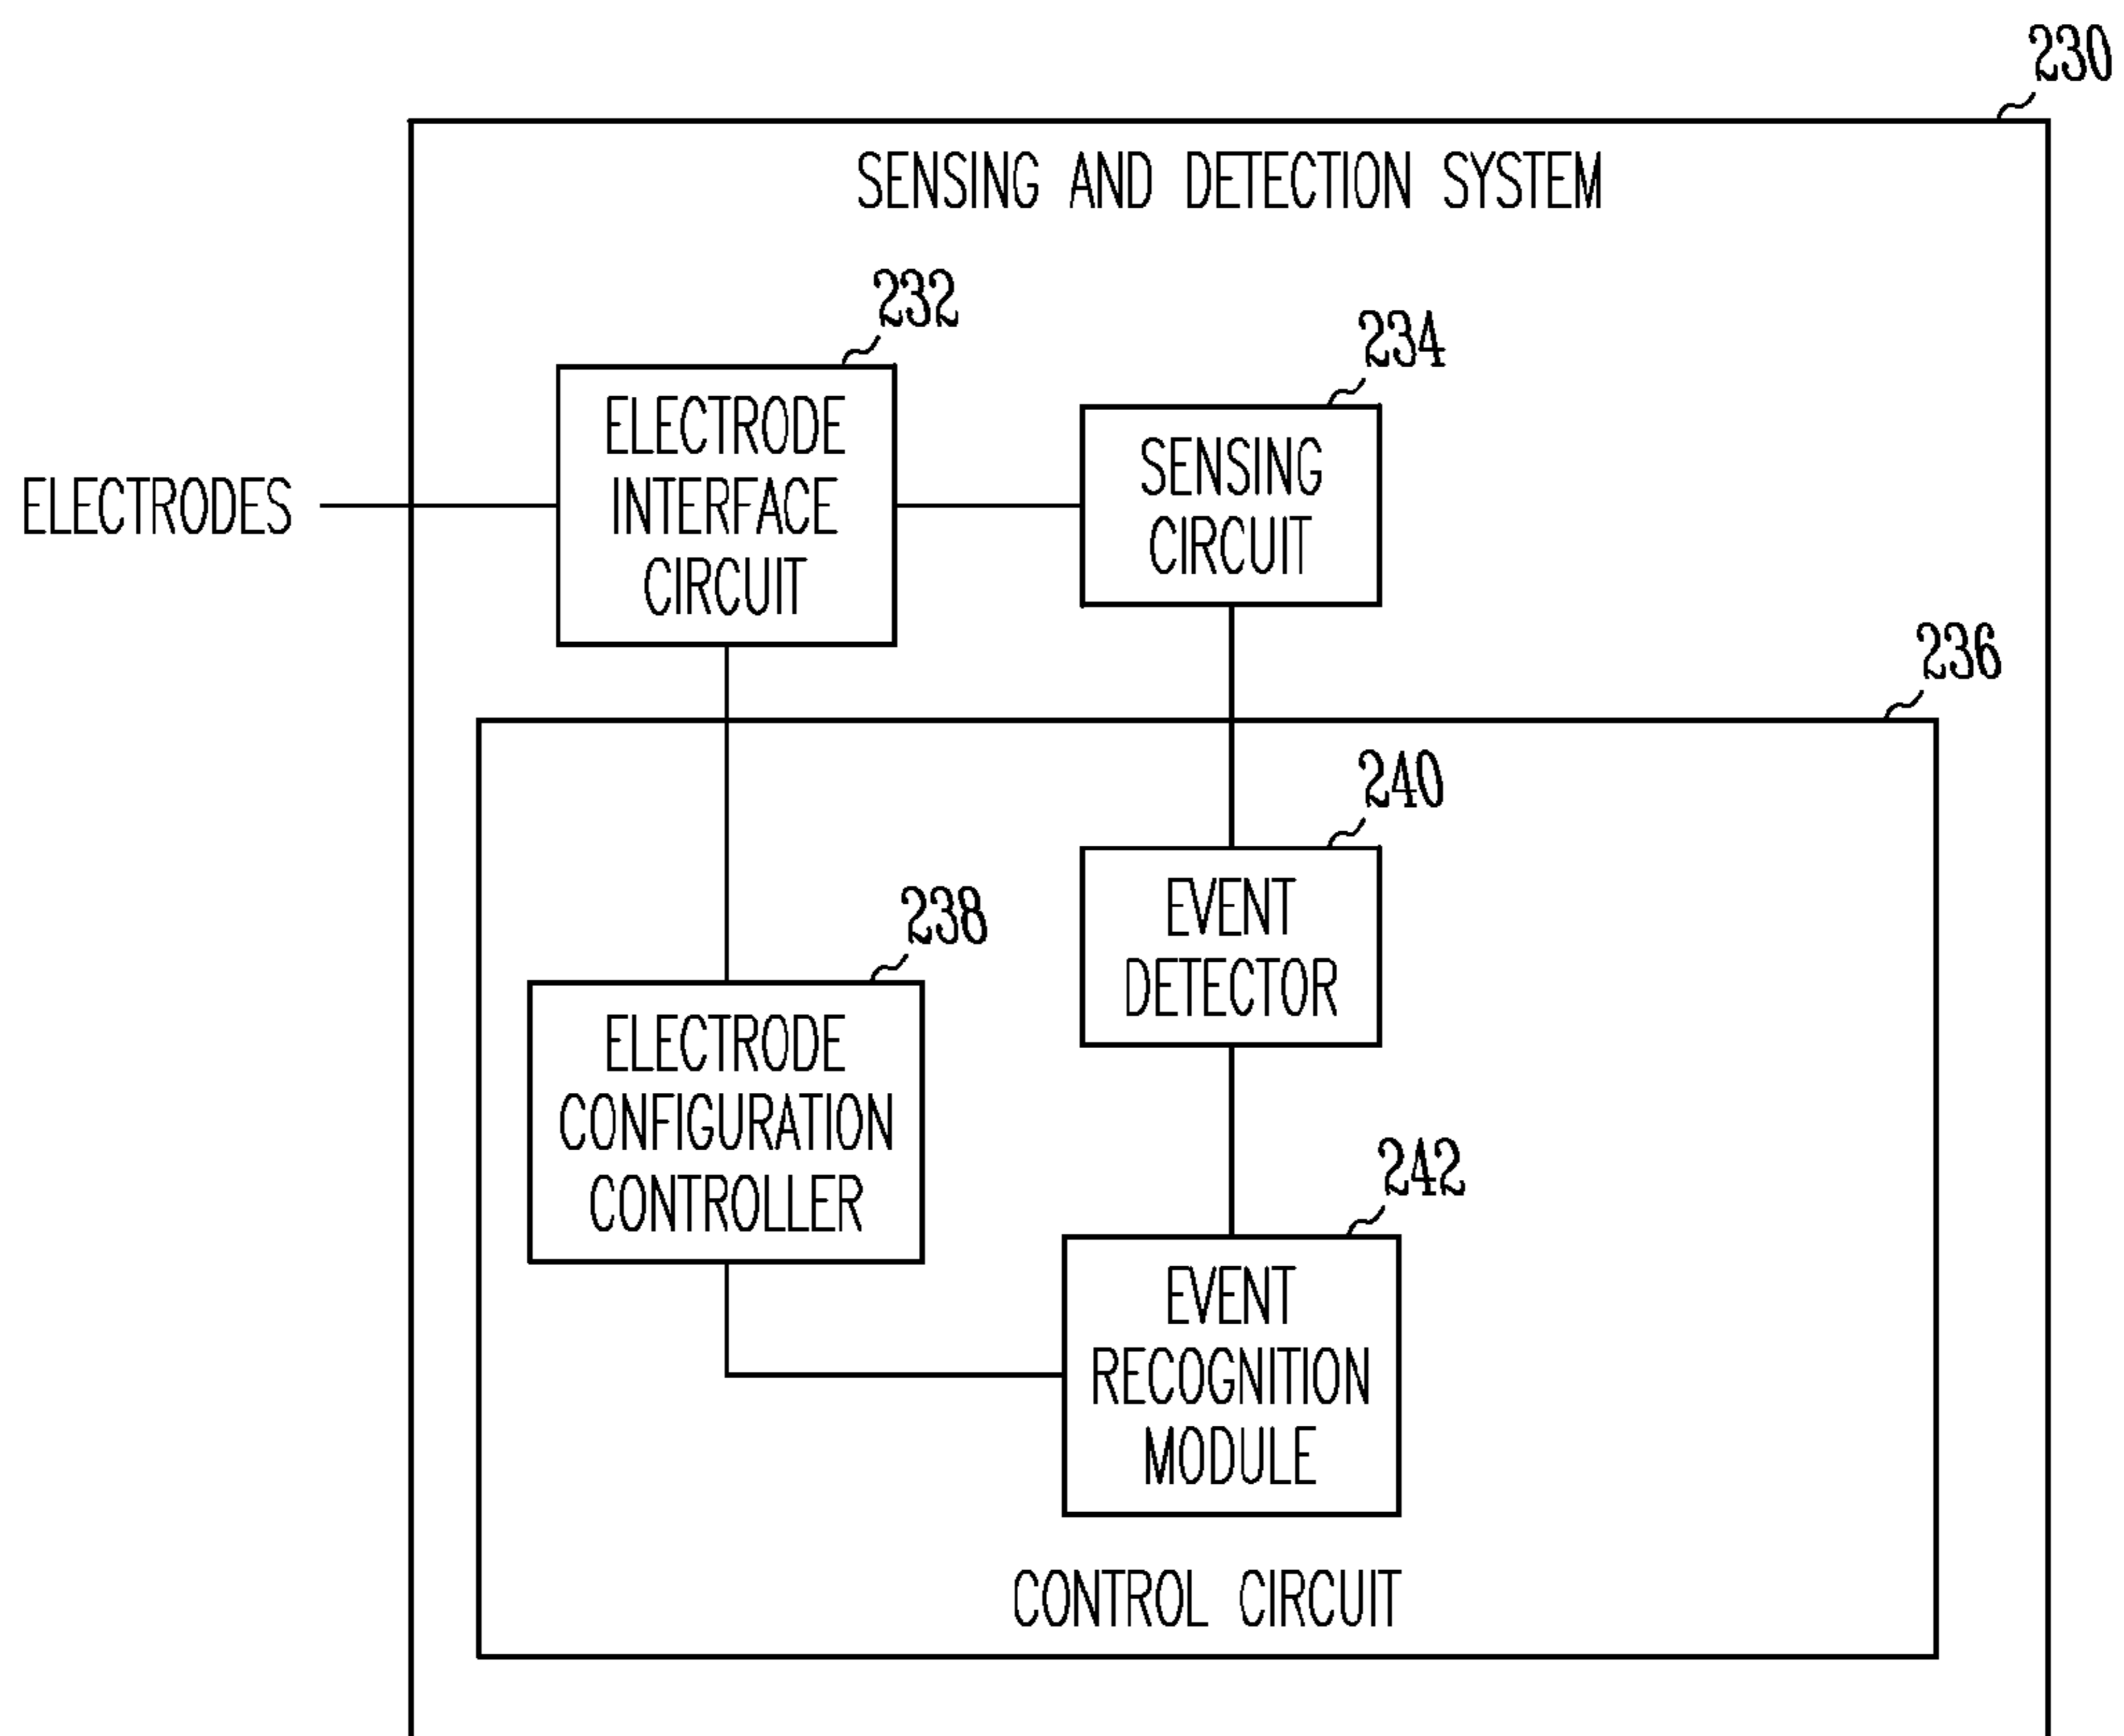 230
SENSING AND DETECTION SYSTEM
232
234
ELECTRODE
INTERFACE
CIRCUIT
SENSING
CIRCUIT
ELECTRODES
236
240
EVENT
DETECTOR
238
ELECTRODE
CONFIGURATION
CONTROLLER
242
EVENT
RECOGNITION
MODULE
CONTROL CIRCUIT